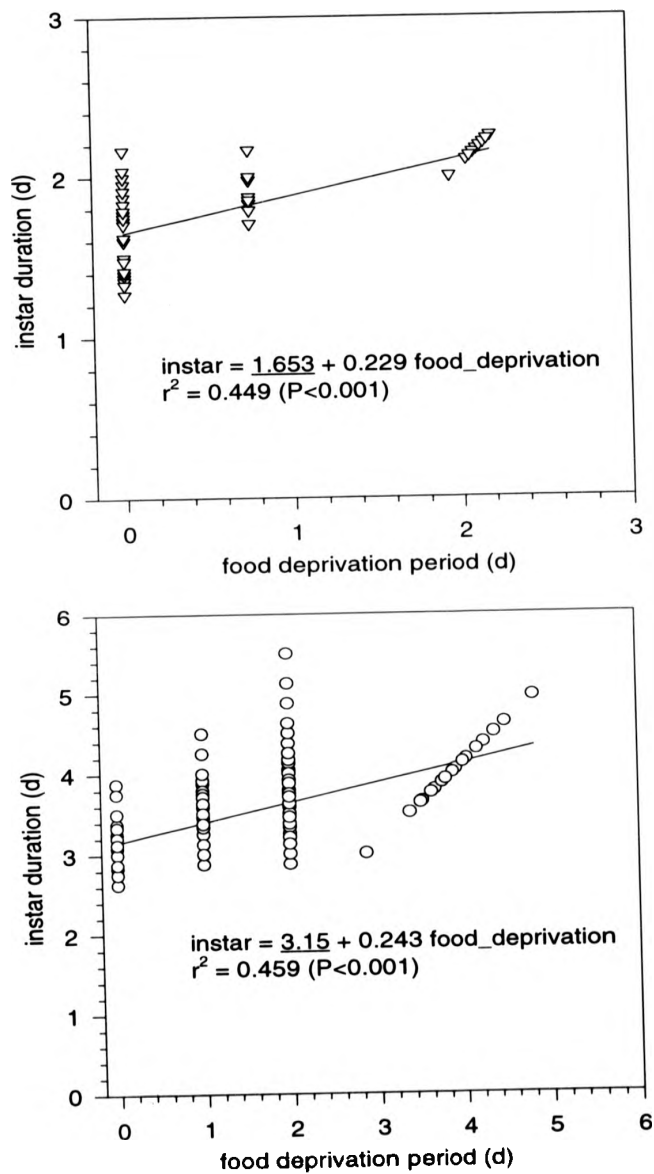 3
2
1
0
instar duration (d)
instar = 1.653 + 0.229 food_deprivation
r² = 0.449 (P<0.001)
0 1 2 3
food deprivation period (d)
6
5
4
3
2
1
0
instar duration (d)
instar = 3.15 + 0.243 food_deprivation
r² = 0.459 (P<0.001)
0 1 2 3 4 5 6
food deprivation period (d)